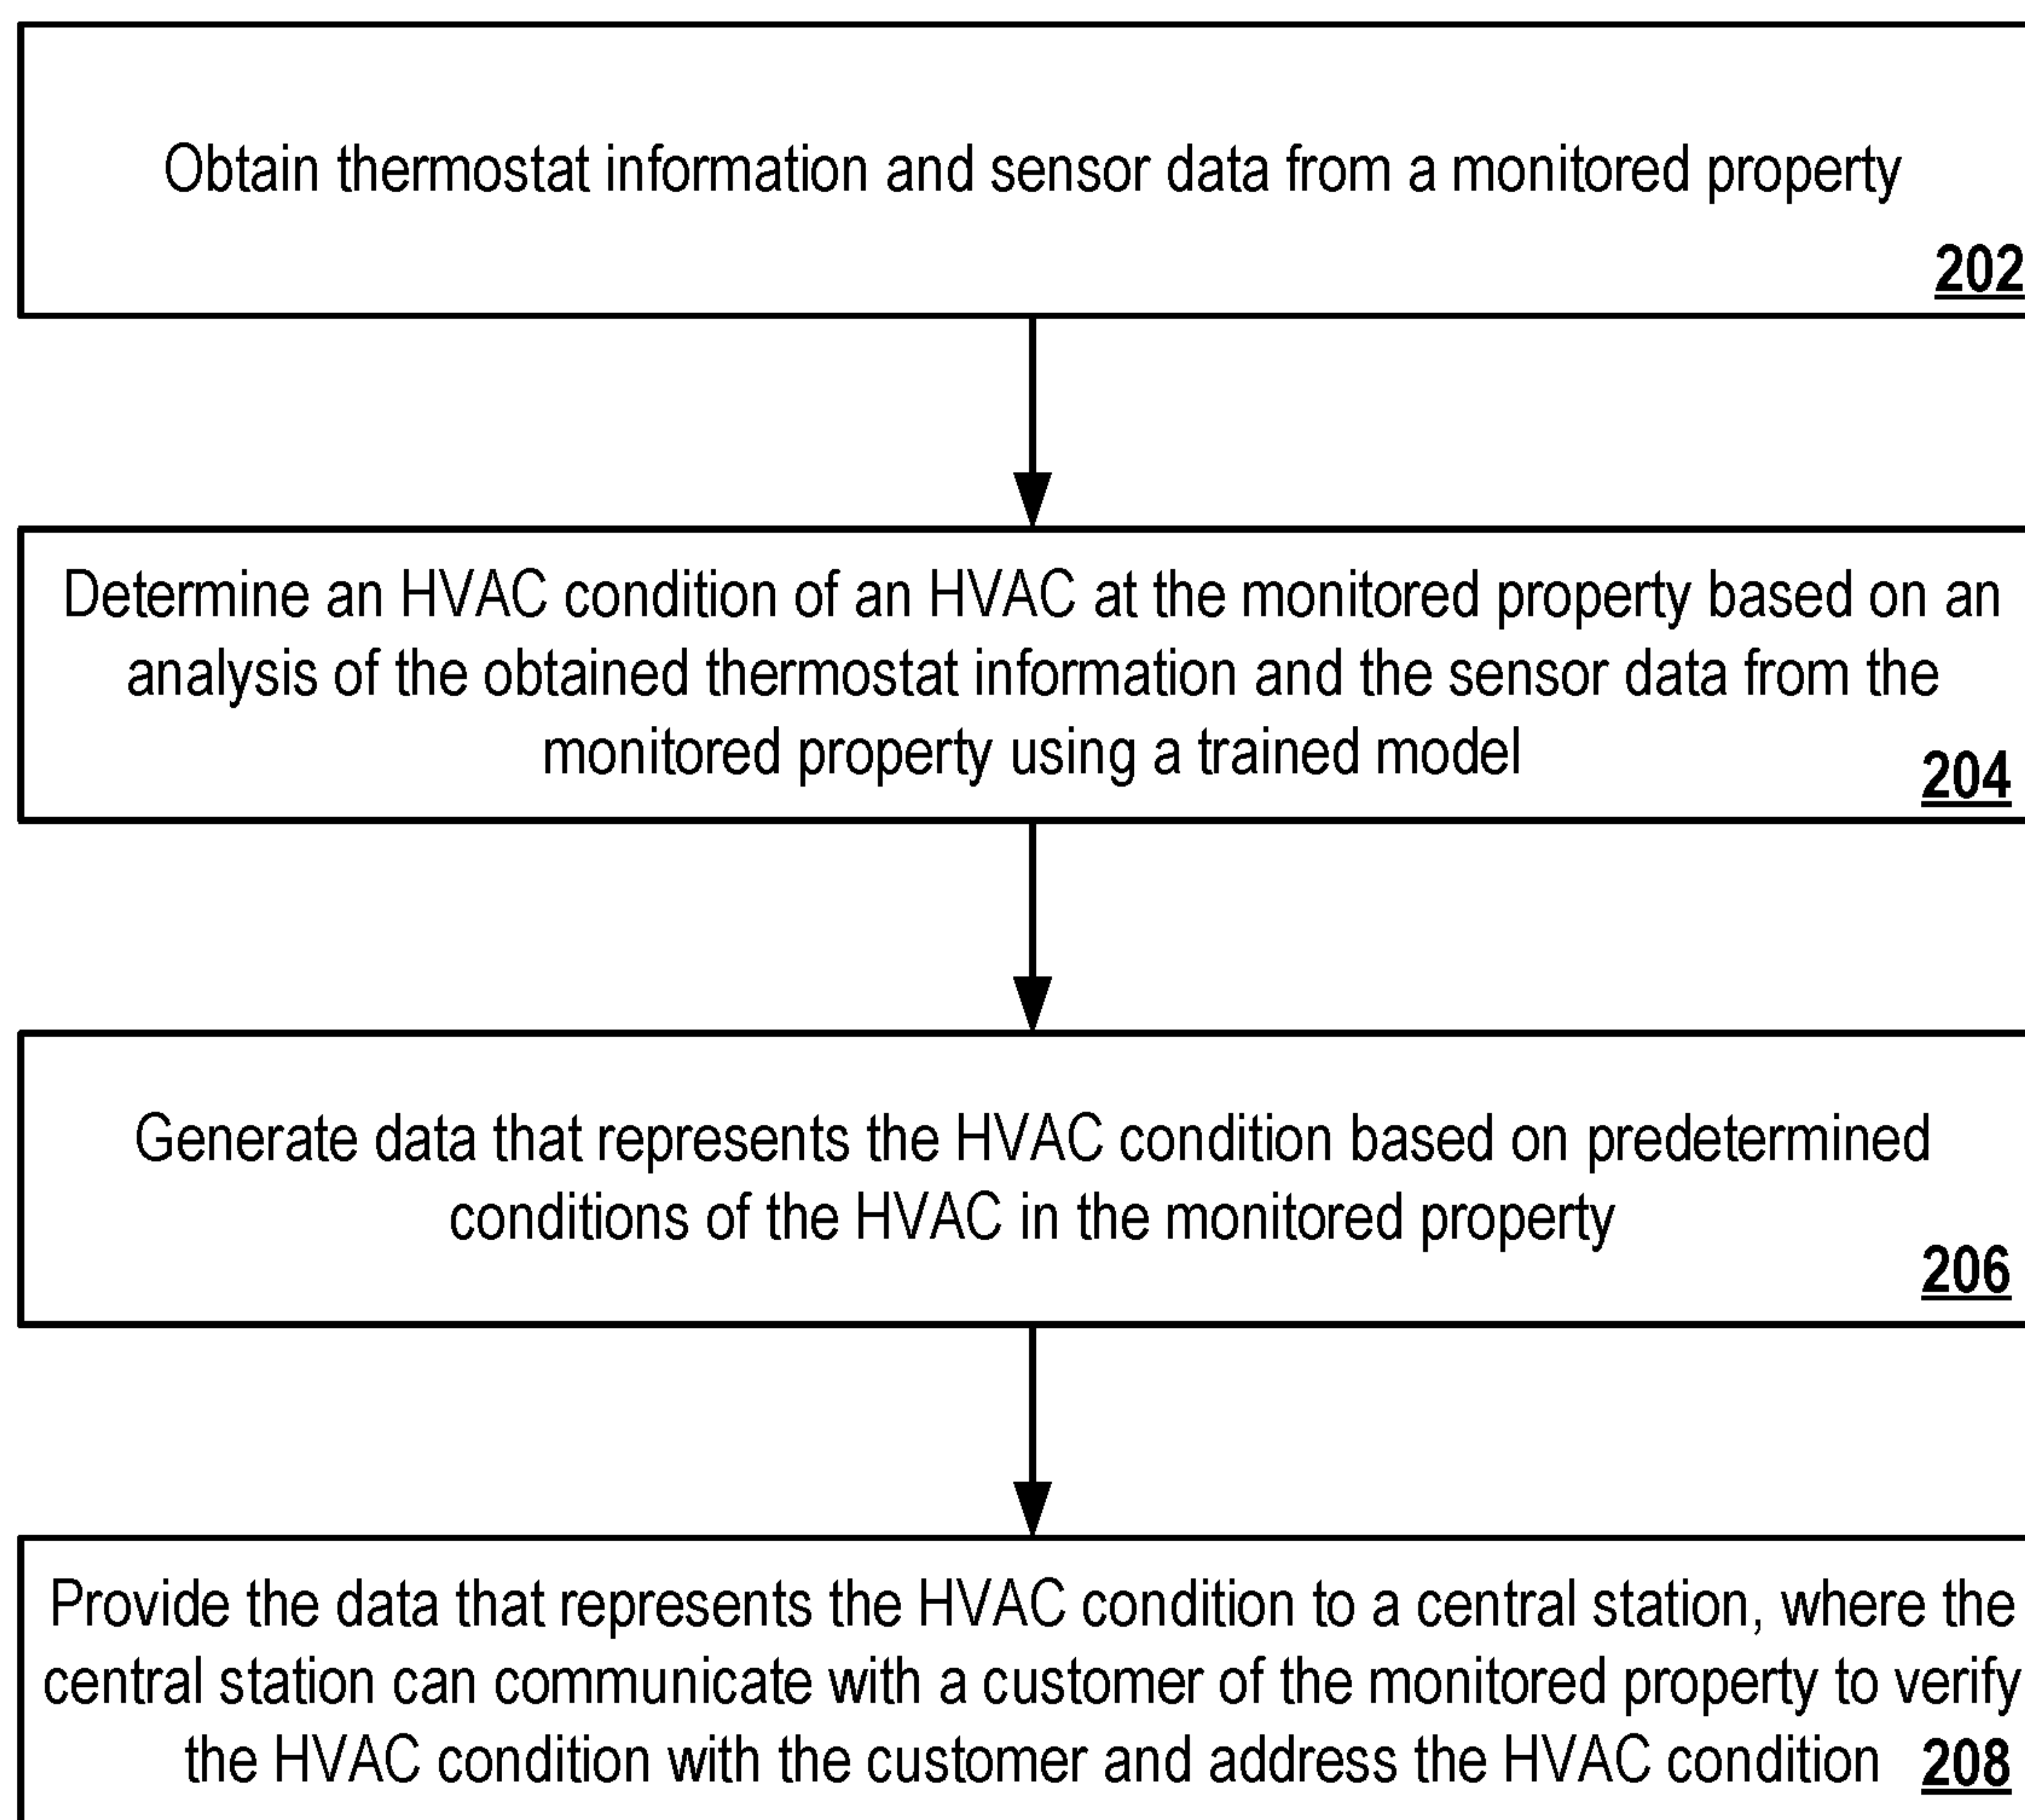 Obtain thermostat information and sensor data from a monitored property
202
Determine an HVAC condition of an HVAC at the monitored property based on an
analysis of the obtained thermostat information and the sensor data from the
monitored property using a trained model
204
Generate data that represents the HVAC condition based on predetermined
conditions of the HVAC in the monitored property
206
Provide the data that represents the HVAC condition to a central station, where the
central station can communicate with a customer of the monitored property to verify
the HVAC condition with the customer and address the HVAC condition 208